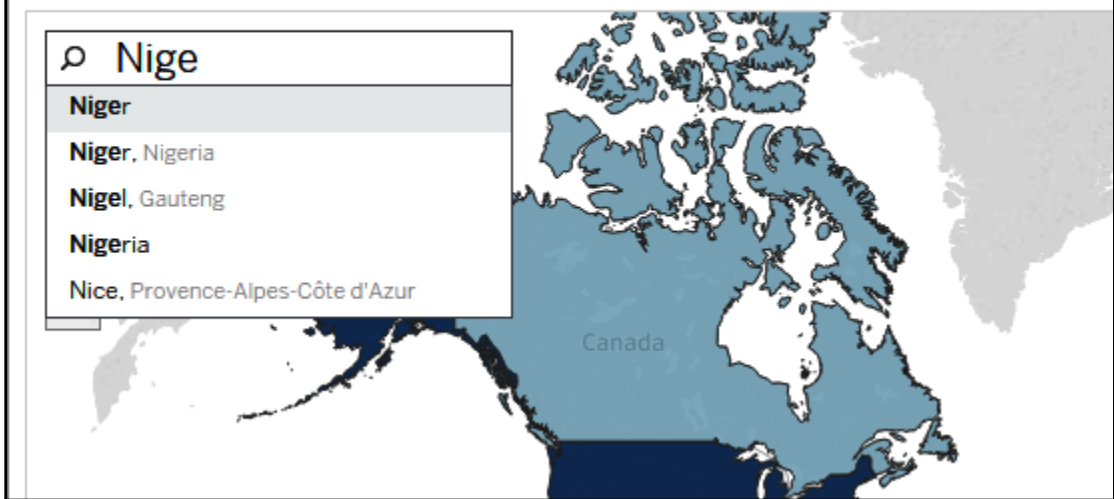 Nige
Niger
Niger, Nigeria
Nigel, Gauteng
Nigeria
Nice, Provence-Alpes-Côte d'Azur
Canada